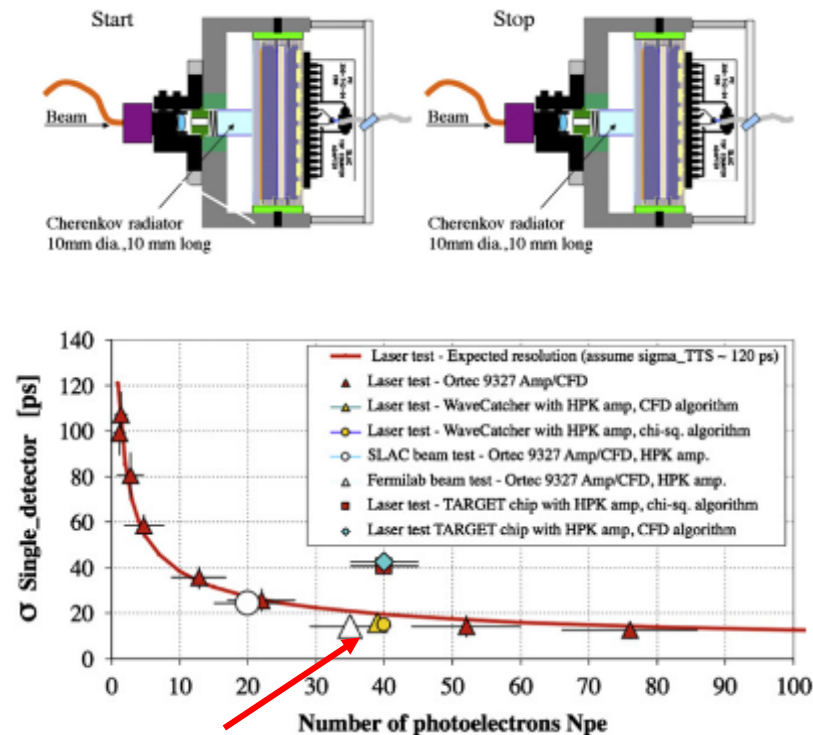 Start
Stop
Beam
Beam
Cherenkov radiator
10mm dia.,10 mm long
Cherenkov radiator
10mm dia.,10 mm long
140
120
100
80
60
40
20
0
σ Single_detector [ps]
Laser test - Expected resolution (assume sigma_TTS ~ 120 ps)
Laser test - Ortec 9327 Amp/CFD
Laser test - WaveCatcher with HPK amp, CFD algorithm
Laser test - WaveCatcher with HPK amp, chi-sq. algorithm
SLAC beam test - Ortec 9327 Amp/CFD, HPK amp.
Fermilab beam test - Ortec 9327 Amp/CFD, HPK amp.
Laser test - TARGET chip with HPK amp, chi-sq. algorithm
Laser test TARGET chip with HPK amp, CFD algorithm
0 10 20 30 40 50 60 70 80 90 100
Number of photoelectrons Npe